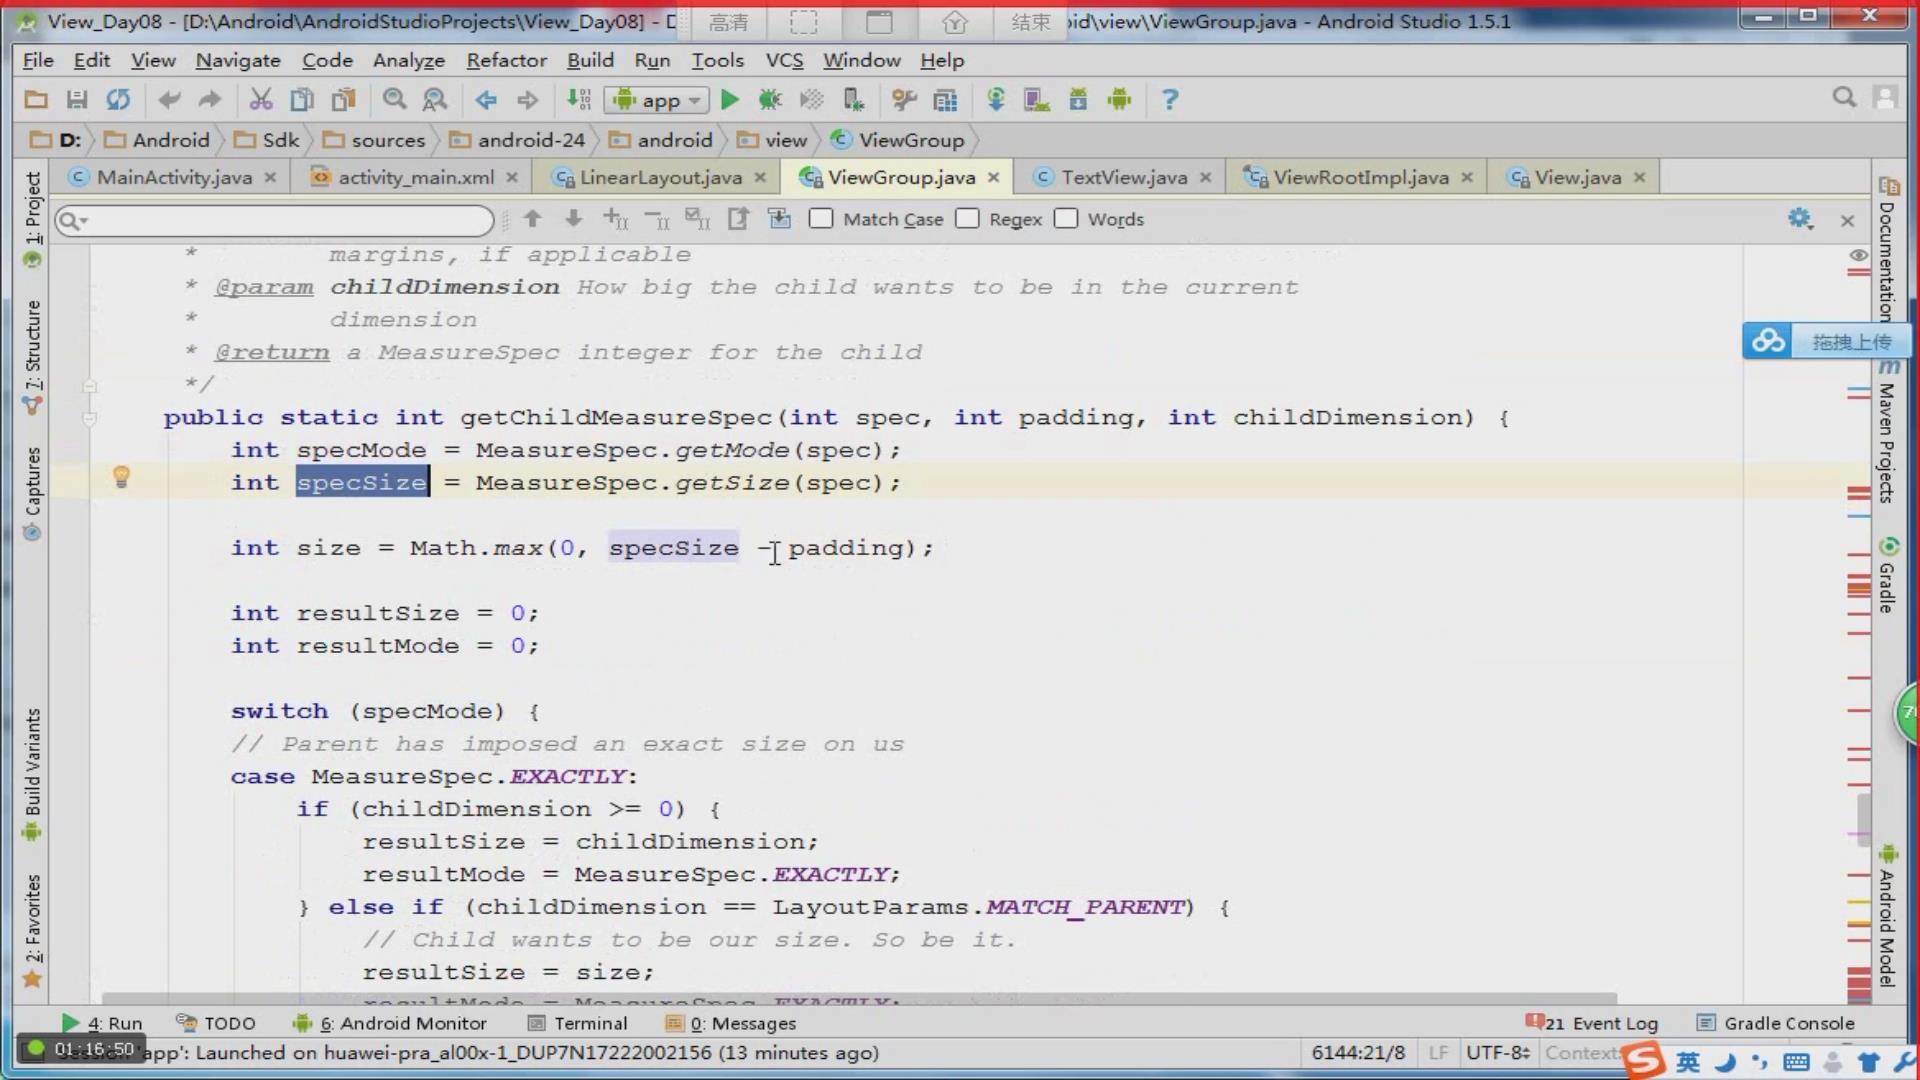 View_Day08 - [D:\Android\AndroidStudioProjects\View_Day08] - D
高清
结束
id\view\ViewGroup.java - Android Studio 1.5.1
File Edit View Navigate Code Analyze Refactor Build Run Tools VCS Window Help
app
D: Android Sdk sources android-24 android view ViewGroup
MainActivity.java activity_main.xml LinearLayout.java ViewGroup.java TextView.java ViewRootImpl.java View.java
Match Case Regex Words
* margins, if applicable
* @param childDimension How big the child wants to be in the current
* dimension
* @return a MeasureSpec integer for the child
*/
public static int getChildMeasureSpec(int spec, int padding, int childDimension) {
int specMode = MeasureSpec.getMode(spec);
int specSize = MeasureSpec.getSize(spec);
int size = Math.max(0, specSize - padding);
int resultSize = 0;
int resultMode = 0;
switch (specMode) {
// Parent has imposed an exact size on us
case MeasureSpec.EXACTLY:
if (childDimension >= 0) {
resultSize = childDimension;
resultMode = MeasureSpec.EXACTLY;
} else if (childDimension == LayoutParams.MATCH_PARENT) {
// Child wants to be our size. So be it.
resultSize = size;
resultMode = MeasureSpec.EXACTLY;
1: Project
7: Structure
Captures
Build Variants
2: Favorites
Documentation
拖拽上传
Maven Projects
Gradle
Android Model
4: Run TODO 6: Android Monitor Terminal 0: Messages 21 Event Log Gradle Console
01:16:50 'app': Launched on huawei-pra_al00x-1_DUP7N17222002156 (13 minutes ago) 6144:21/8 LF UTF-8 Context:
英